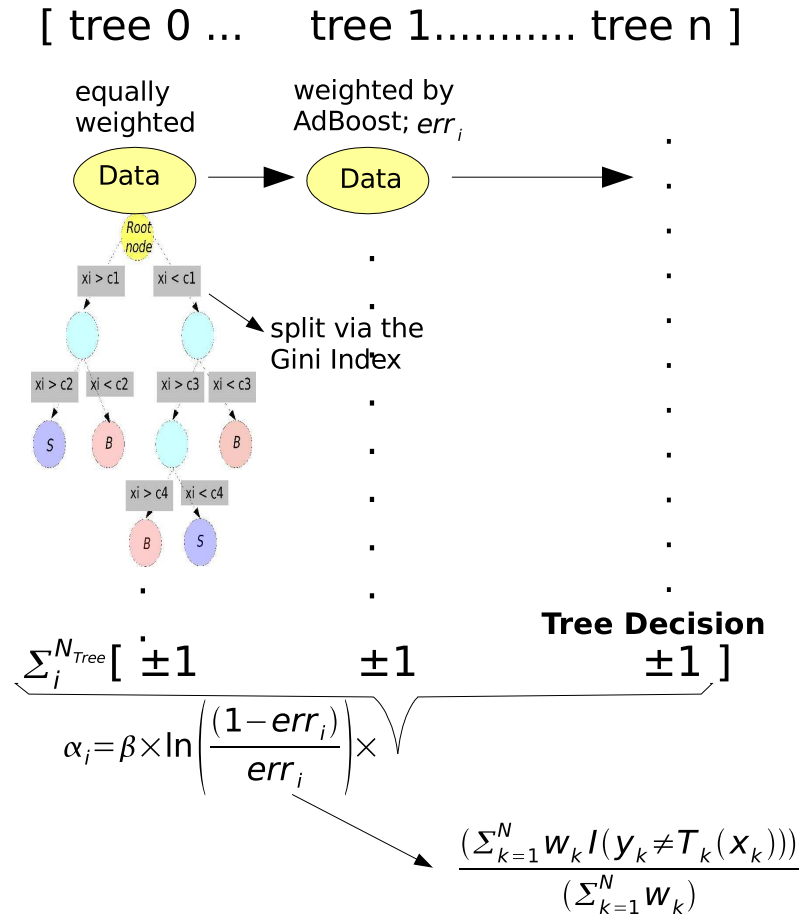 [ tree 0 ... tree 1........... tree n ]
equally
weighted
weighted by
AdBoost; err_i
Data
Data
Root
node
xi > c1
xi < c1
split via the
Gini Index
xi > c2
xi < c2
xi > c3
xi < c3
S
B
B
xi > c4
xi < c4
B
S
Tree Decision
Σ_i^{N_{Tree}} [ ±1 ±1 ±1 ]
α_i=β×ln((1−err_i)/err_i)×
(Σ_{k=1}^N w_k I(y_k≠T_k(x_k)))
(Σ_{k=1}^N w_k)